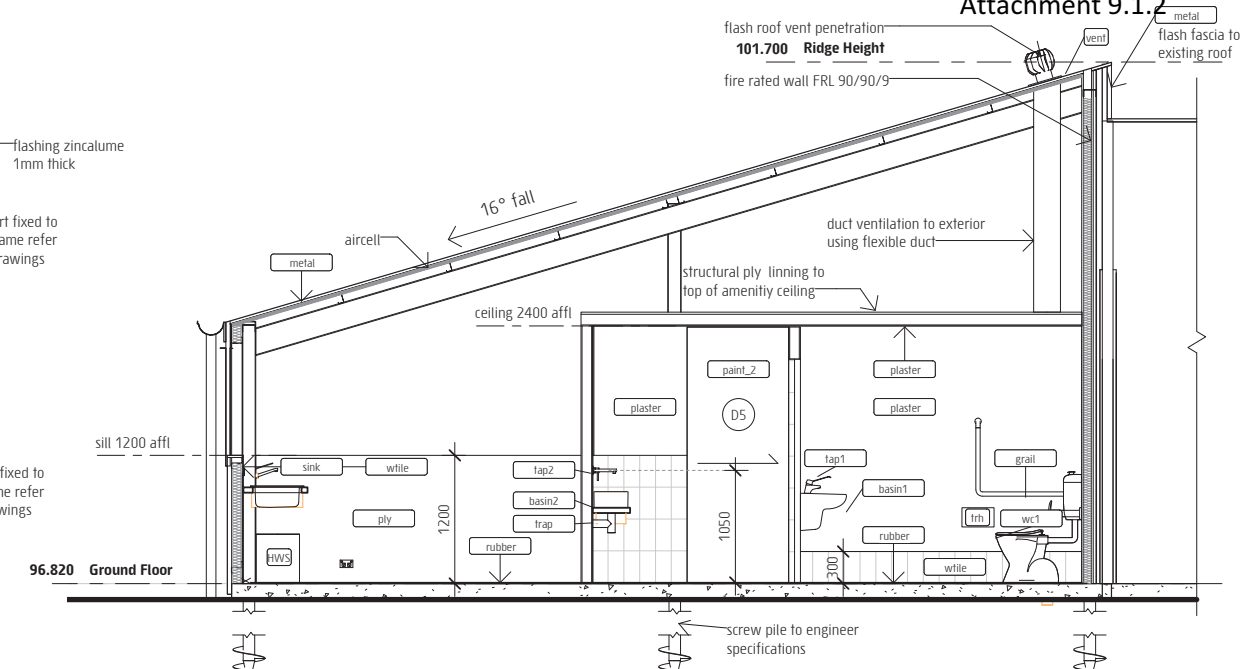 Attachment 9.1.2
metal
flash fascia to
existing roof
flash roof vent penetration
vent
101.700 Ridge Height
fire rated wall FRL 90/90/9
flashing zincalume
1mm thick
rt fixed to
ame refer
rawings
16° fall
aircell
metal
duct ventilation to exterior
using flexible duct
structural ply linning to
top of amenitiy ceiling
ceiling 2400 affl
paint_2
plaster
plaster
plaster
D5
sill 1200 affl
fixed to
ne refer
wings
sink
wtile
tap2
tap1
grail
basin2
basin1
ply
trap
1200
1050
trh
wc1
rubber
rubber
HWS
300
wtile
96.820 Ground Floor
screw pile to engineer
specifications